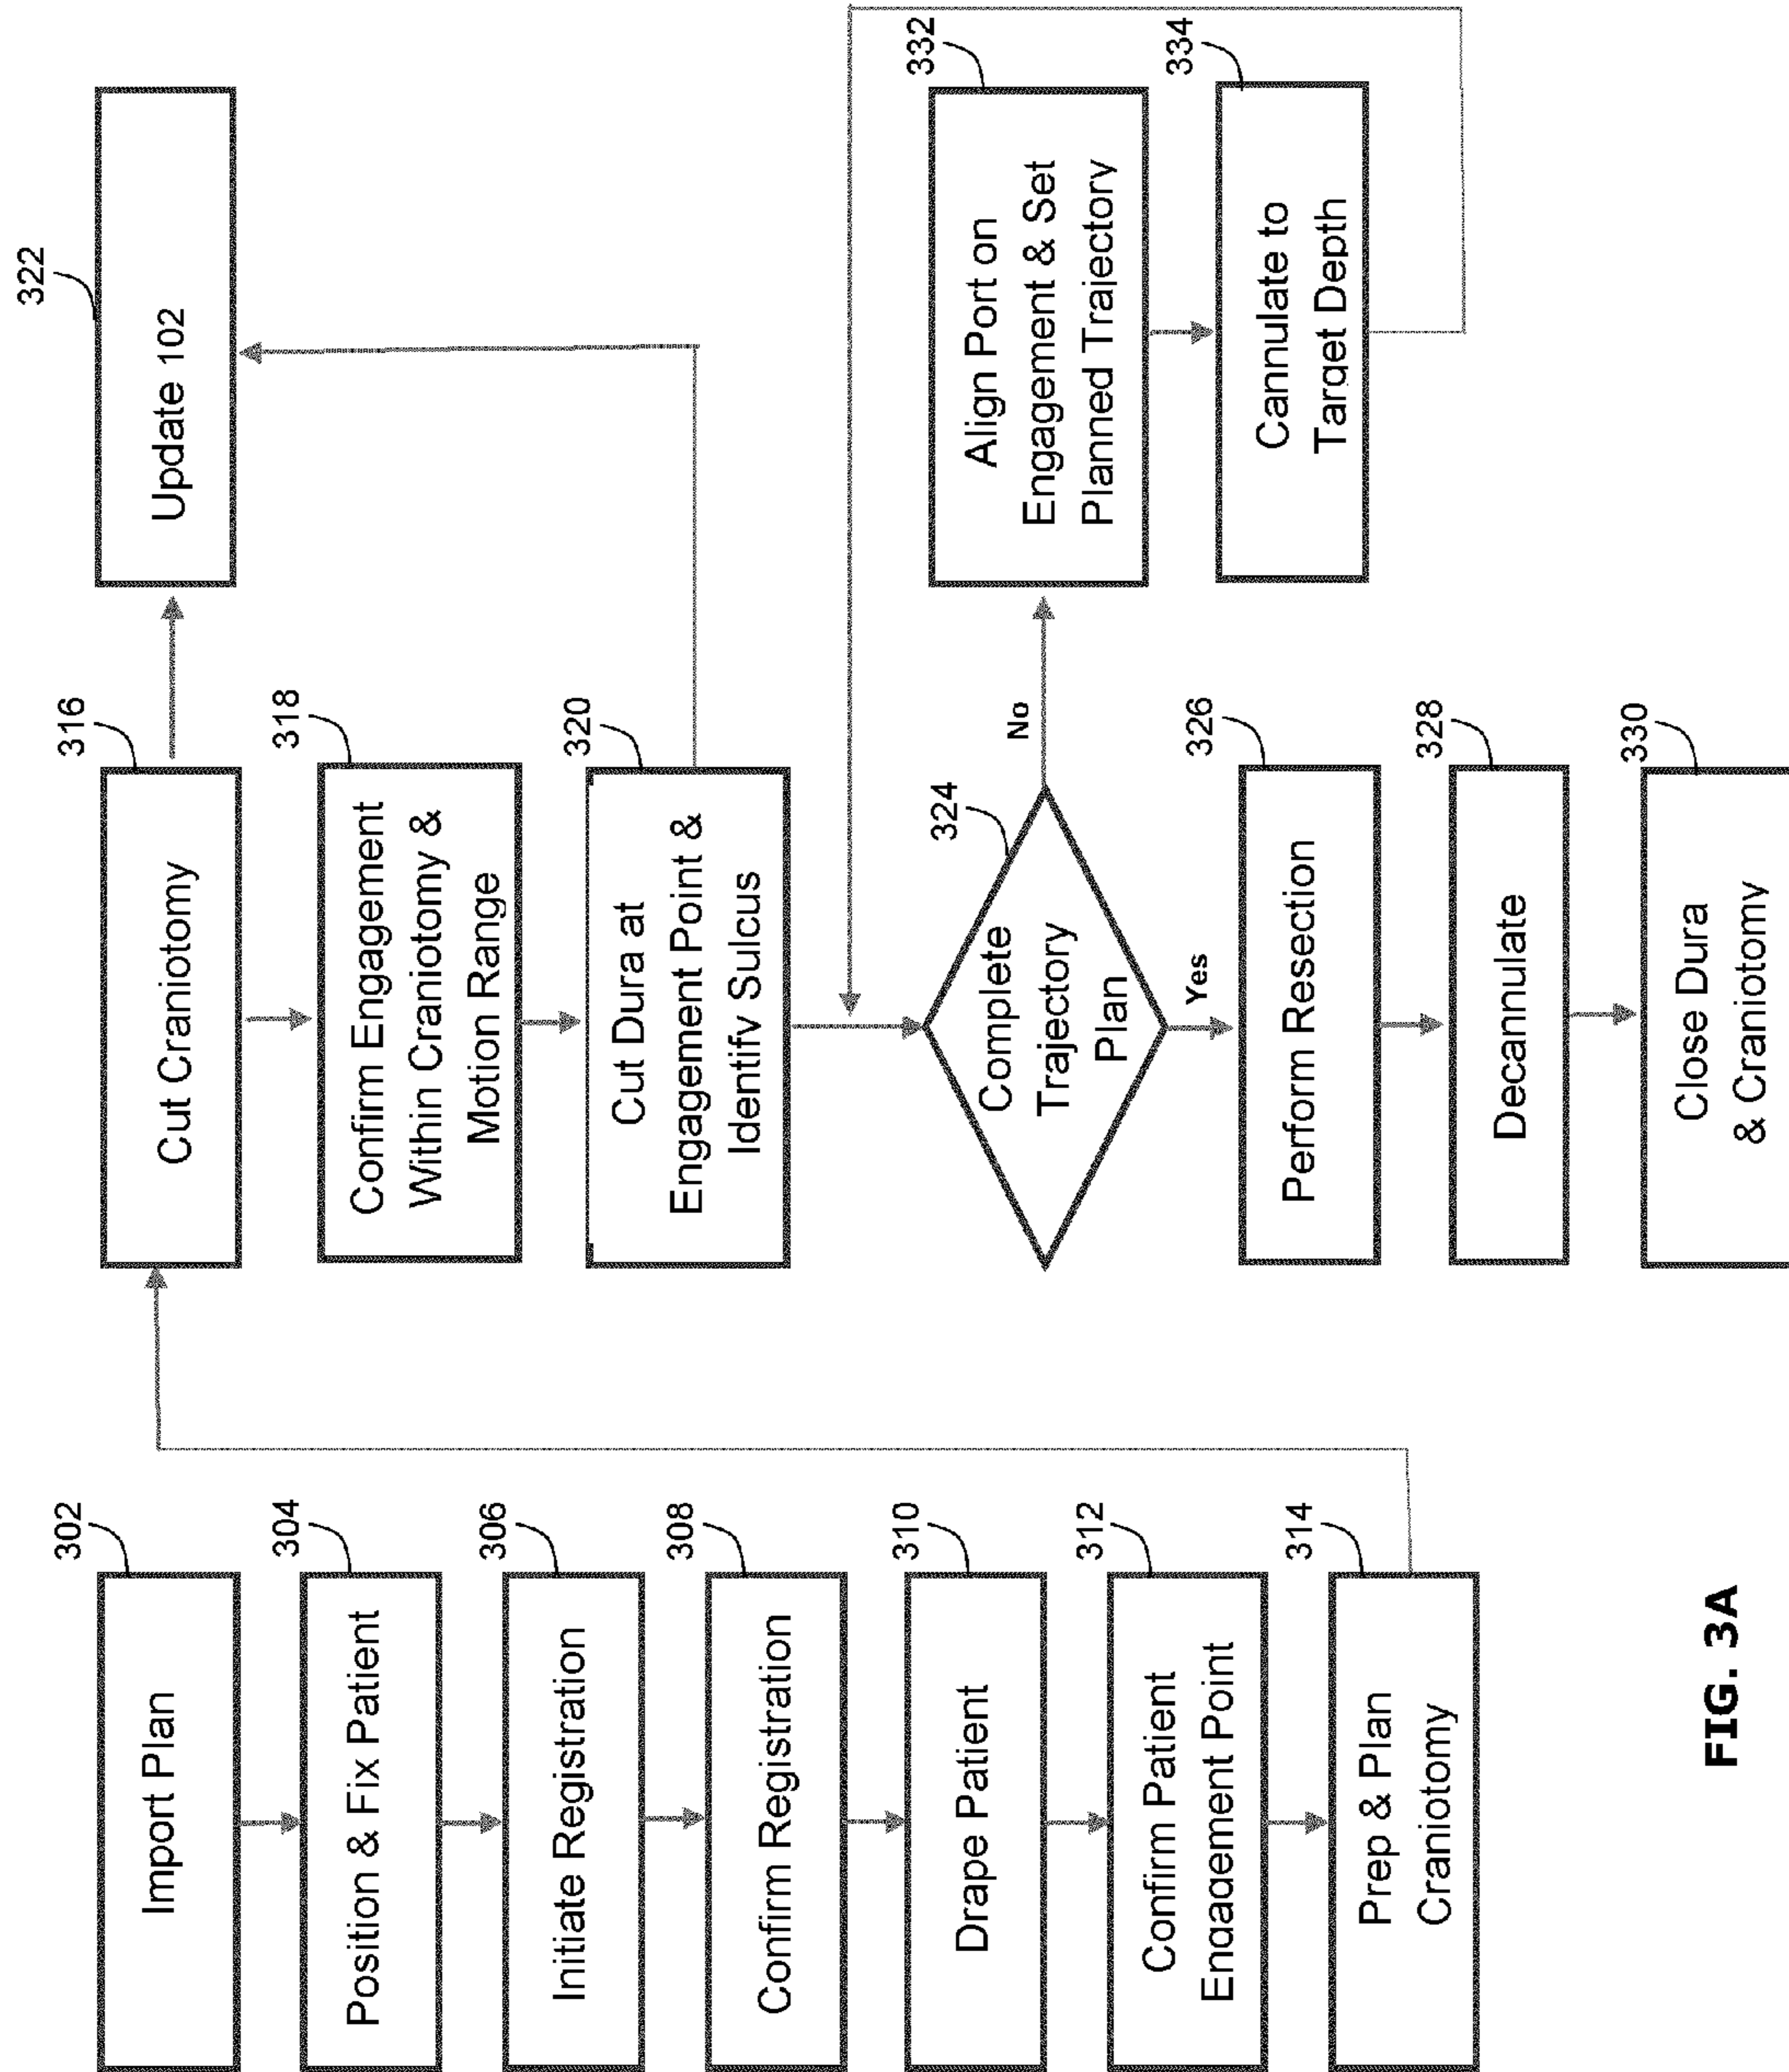 302
Import Plan
304
Position & Fix Patient
306
Initiate Registration
308
Confirm Registration
310
Drape Patient
312
Confirm Patient
Engagement Point
314
Prep & Plan
Craniotomy
316
Cut Craniotomy
318
Confirm Engagement
Within Craniotomy &
Motion Range
320
Cut Dura at
Engagement Point &
Identify Sulcus
322
Update 102
324
Complete
Trajectory
Plan
No
Yes
326
Perform Resection
328
Decannulate
330
Close Dura
& Craniotomy
332
Align Port on
Engagement & Set
Planned Trajectory
334
Cannulate to
Target Depth
FIG. 3A